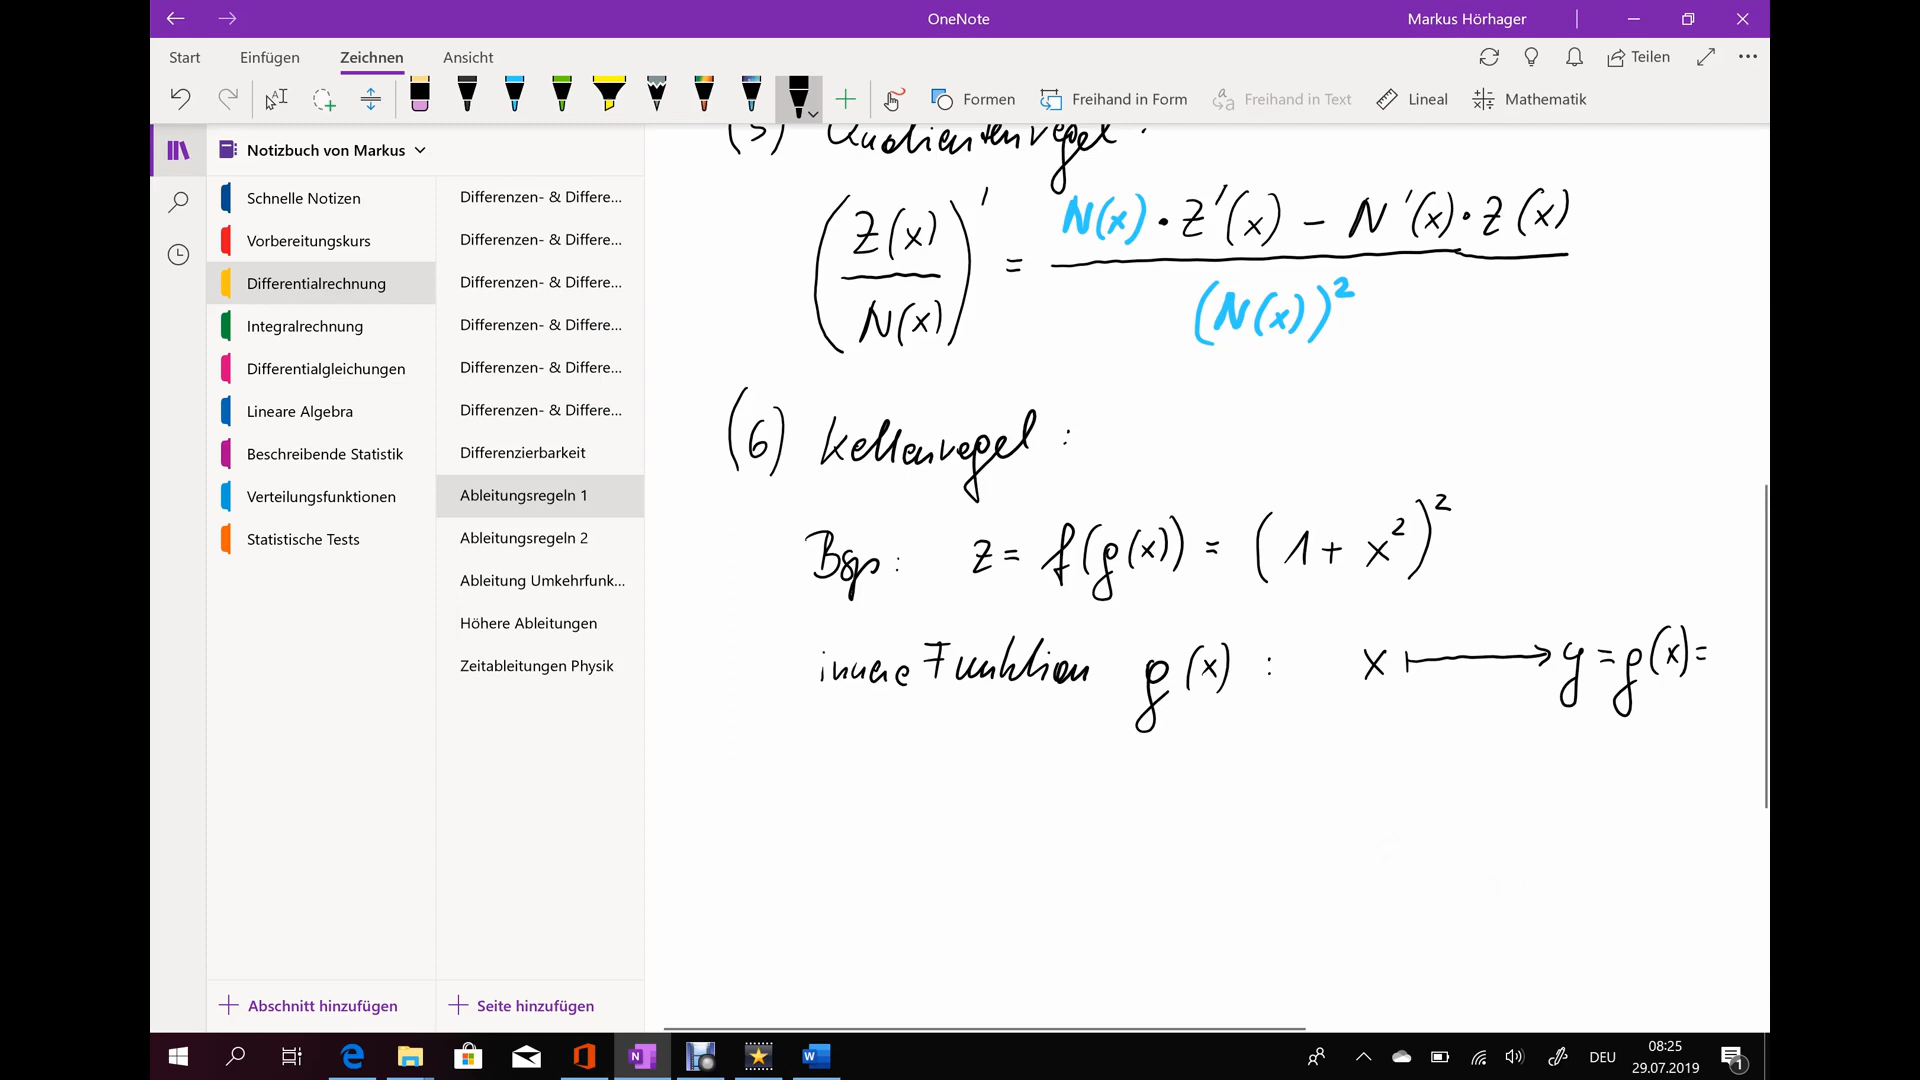 OneNote
Markus Hörhager
Start Einfügen Zeichnen Ansicht
Teilen
Formen Freihand in Form Freihand in Text Lineal Mathematik
Notizbuch von Markus
Schnelle Notizen
Vorbereitungskurs
Differentialrechnung
Integralrechnung
Differentialgleichungen
Lineare Algebra
Beschreibende Statistik
Verteilungsfunktionen
Statistische Tests
Abschnitt hinzufügen
Differenzen- & Differe...
Differenzen- & Differe...
Differenzen- & Differe...
Differenzen- & Differe...
Differenzen- & Differe...
Differenzen- & Differe...
Differenzierbarkeit
Ableitungsregeln 1
Ableitungsregeln 2
Ableitung Umkehrfunk...
Höhere Ableitungen
Zeitableitungen Physik
Seite hinzufügen
(5) Quotientenregel:
(Z(x)/N(x))' = (N(x)·Z'(x) − N'(x)·Z(x))/(N(x))²
(6) Kettenregel:
Bsp: z = f(g(x)) = (1 + x²)²
innere Funktion g(x): x ↦ y = g(x) =
DEU
08:25
29.07.2019
1